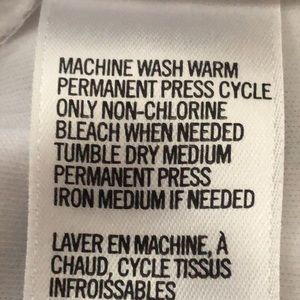 MACHINE WASH WARM
PERMANENT PRESS CYCLE
ONLY NON-CHLORINE
BLEACH WHEN NEEDED
TUMBLE DRY MEDIUM
PERMANENT PRESS
IRON MEDIUM IF NEEDED
LAVER EN MACHINE, À
CHAUD, CYCLE TISSUS
INFROISSABLES